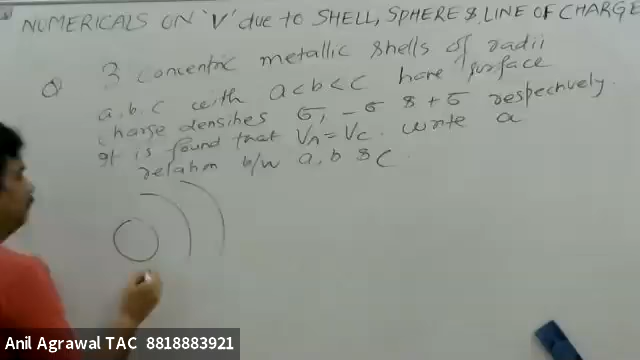 NUMERICALS ON 'V' due to SHELL, SPHERE & LINE OF CHARGE
Q 3 concentric metallic shells of radii
a, b, c with a<b<c have surface
charge densities σ, -σ & +σ respectively.
It is found that VA = VC. write a
relation b/w a, b & c.
Anil Agrawal TAC 8818883921